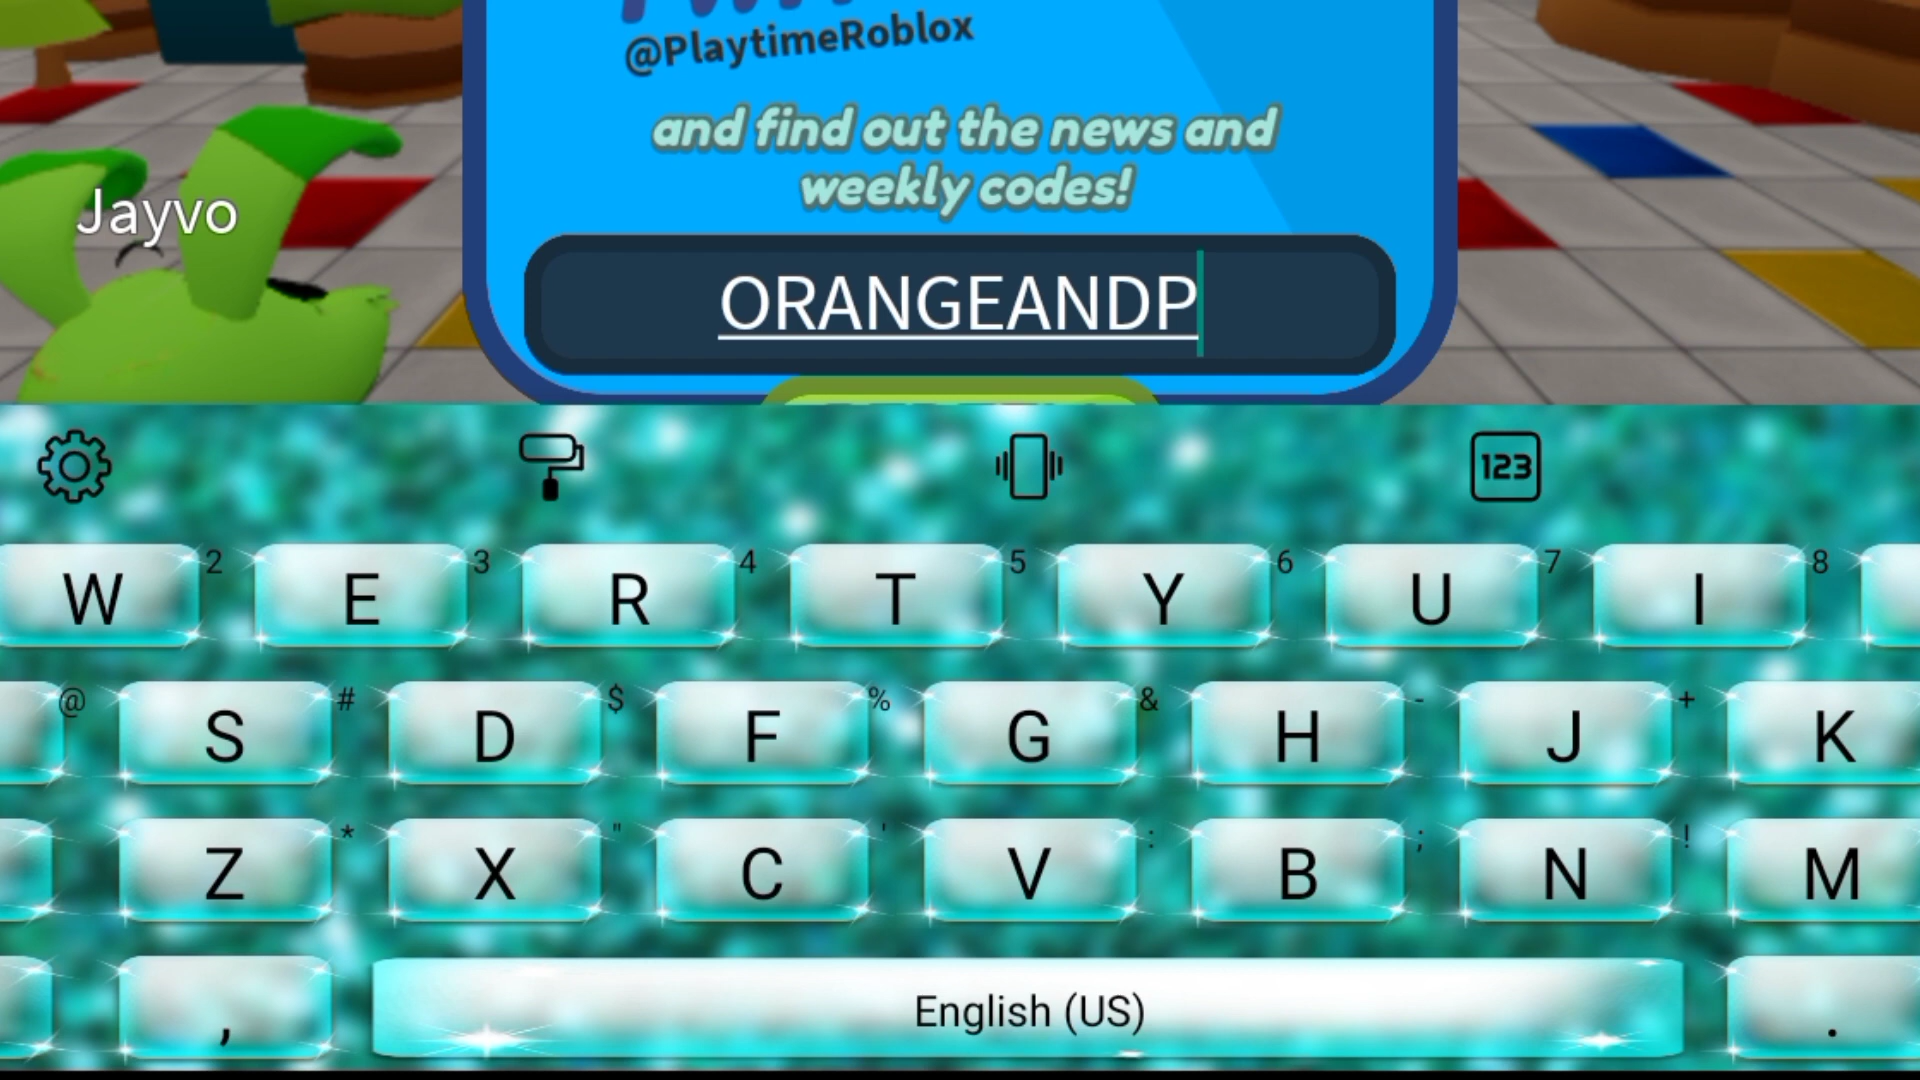 @PlaytimeRoblox
and find out the news and
weekly codes!
Jayvo
ORANGEANDP
123
W 2 E 3 R 4 T 5 Y 6 U 7 I 8
@ S # D $ F % G & H - J + K
Z * X " C ' V : B ; N ! M
, English (US) .